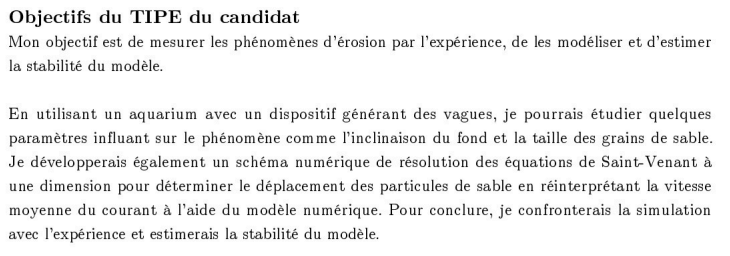 Objectifs du TIPE du candidat
Mon objectif est de mesurer les phénomènes d'érosion par l'expérience, de les modéliser et d'estimer
la stabilité du modèle.
En utilisant un aquarium avec un dispositif générant des vagues, je pourrais étudier quelques
paramètres influant sur le phénomène comme l'inclinaison du fond et la taille des grains de sable.
Je développerais également un schéma numérique de résolution des équations de Saint-Venant à
une dimension pour déterminer le déplacement des particules de sable en réinterprétant la vitesse
moyenne du courant à l'aide du modèle numérique. Pour conclure, je confronterais la simulation
avec l'expérience et estimerais la stabilité du modèle.